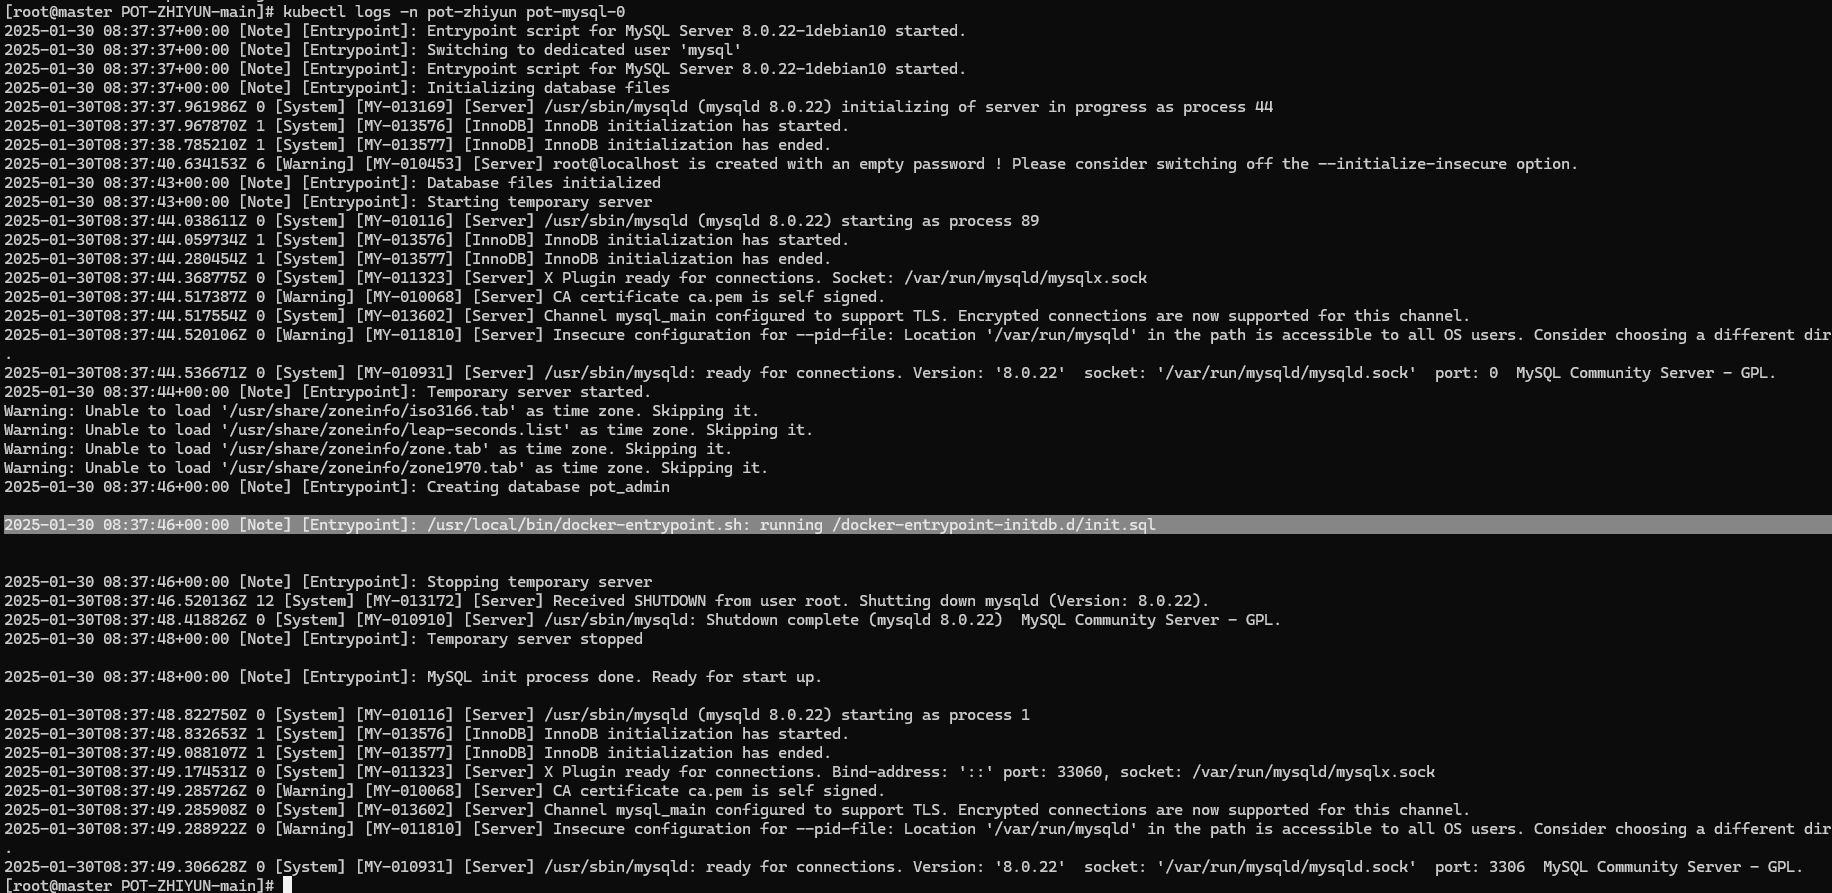 [root@master POT-ZHIYUN-main]# kubectl logs -n pot-zhiyun pot-mysql-0
2025-01-30 08:37:37+00:00 [Note] [Entrypoint]: Entrypoint script for MySQL Server 8.0.22-1debian10 started.
2025-01-30 08:37:37+00:00 [Note] [Entrypoint]: Switching to dedicated user 'mysql'
2025-01-30 08:37:37+00:00 [Note] [Entrypoint]: Entrypoint script for MySQL Server 8.0.22-1debian10 started.
2025-01-30 08:37:37+00:00 [Note] [Entrypoint]: Initializing database files
2025-01-30T08:37:37.961986Z 0 [System] [MY-013169] [Server] /usr/sbin/mysqld (mysqld 8.0.22) initializing of server in progress as process 44
2025-01-30T08:37:37.967870Z 1 [System] [MY-013576] [InnoDB] InnoDB initialization has started.
2025-01-30T08:37:38.785210Z 1 [System] [MY-013577] [InnoDB] InnoDB initialization has ended.
2025-01-30T08:37:40.634153Z 6 [Warning] [MY-010453] [Server] root@localhost is created with an empty password ! Please consider switching off the --initialize-insecure option.
2025-01-30 08:37:43+00:00 [Note] [Entrypoint]: Database files initialized
2025-01-30 08:37:43+00:00 [Note] [Entrypoint]: Starting temporary server
2025-01-30T08:37:44.038611Z 0 [System] [MY-010116] [Server] /usr/sbin/mysqld (mysqld 8.0.22) starting as process 89
2025-01-30T08:37:44.059734Z 1 [System] [MY-013576] [InnoDB] InnoDB initialization has started.
2025-01-30T08:37:44.280454Z 1 [System] [MY-013577] [InnoDB] InnoDB initialization has ended.
2025-01-30T08:37:44.368775Z 0 [System] [MY-011323] [Server] X Plugin ready for connections. Socket: /var/run/mysqld/mysqlx.sock
2025-01-30T08:37:44.517387Z 0 [Warning] [MY-010068] [Server] CA certificate ca.pem is self signed.
2025-01-30T08:37:44.517554Z 0 [System] [MY-013602] [Server] Channel mysql_main configured to support TLS. Encrypted connections are now supported for this channel.
2025-01-30T08:37:44.520106Z 0 [Warning] [MY-011810] [Server] Insecure configuration for --pid-file: Location '/var/run/mysqld' in the path is accessible to all OS users. Consider choosing a different dir
.
2025-01-30T08:37:44.536671Z 0 [System] [MY-010931] [Server] /usr/sbin/mysqld: ready for connections. Version: '8.0.22'  socket: '/var/run/mysqld/mysqld.sock'  port: 0  MySQL Community Server - GPL.
2025-01-30 08:37:44+00:00 [Note] [Entrypoint]: Temporary server started.
Warning: Unable to load '/usr/share/zoneinfo/iso3166.tab' as time zone. Skipping it.
Warning: Unable to load '/usr/share/zoneinfo/leap-seconds.list' as time zone. Skipping it.
Warning: Unable to load '/usr/share/zoneinfo/zone.tab' as time zone. Skipping it.
Warning: Unable to load '/usr/share/zoneinfo/zone1970.tab' as time zone. Skipping it.
2025-01-30 08:37:46+00:00 [Note] [Entrypoint]: Creating database pot_admin
2025-01-30 08:37:46+00:00 [Note] [Entrypoint]: /usr/local/bin/docker-entrypoint.sh: running /docker-entrypoint-initdb.d/init.sql
2025-01-30 08:37:46+00:00 [Note] [Entrypoint]: Stopping temporary server
2025-01-30T08:37:46.520136Z 12 [System] [MY-013172] [Server] Received SHUTDOWN from user root. Shutting down mysqld (Version: 8.0.22).
2025-01-30T08:37:48.418826Z 0 [System] [MY-010910] [Server] /usr/sbin/mysqld: Shutdown complete (mysqld 8.0.22)  MySQL Community Server - GPL.
2025-01-30 08:37:48+00:00 [Note] [Entrypoint]: Temporary server stopped
2025-01-30 08:37:48+00:00 [Note] [Entrypoint]: MySQL init process done. Ready for start up.
2025-01-30T08:37:48.822750Z 0 [System] [MY-010116] [Server] /usr/sbin/mysqld (mysqld 8.0.22) starting as process 1
2025-01-30T08:37:48.832653Z 1 [System] [MY-013576] [InnoDB] InnoDB initialization has started.
2025-01-30T08:37:49.088107Z 1 [System] [MY-013577] [InnoDB] InnoDB initialization has ended.
2025-01-30T08:37:49.174531Z 0 [System] [MY-011323] [Server] X Plugin ready for connections. Bind-address: '::' port: 33060, socket: /var/run/mysqld/mysqlx.sock
2025-01-30T08:37:49.285726Z 0 [Warning] [MY-010068] [Server] CA certificate ca.pem is self signed.
2025-01-30T08:37:49.285908Z 0 [System] [MY-013602] [Server] Channel mysql_main configured to support TLS. Encrypted connections are now supported for this channel.
2025-01-30T08:37:49.288922Z 0 [Warning] [MY-011810] [Server] Insecure configuration for --pid-file: Location '/var/run/mysqld' in the path is accessible to all OS users. Consider choosing a different dir
.
2025-01-30T08:37:49.306628Z 0 [System] [MY-010931] [Server] /usr/sbin/mysqld: ready for connections. Version: '8.0.22'  socket: '/var/run/mysqld/mysqld.sock'  port: 3306  MySQL Community Server - GPL.
[root@master POT-ZHIYUN-main]#